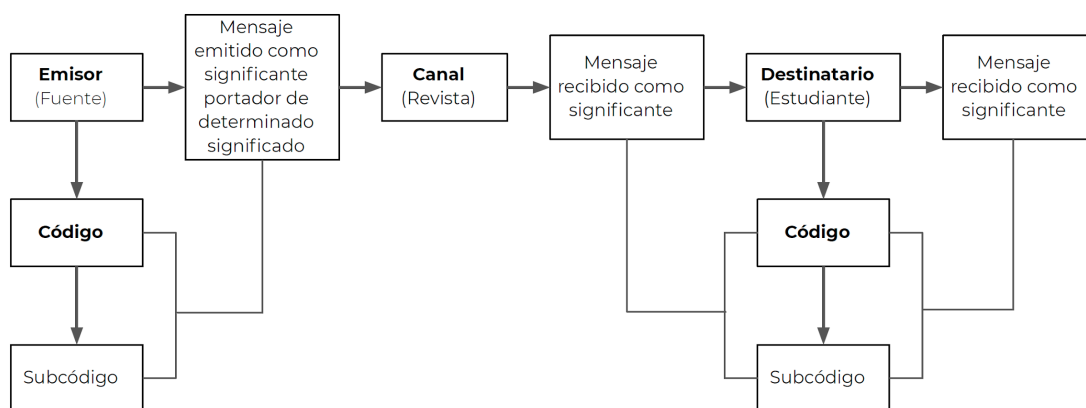 Emisor
(Fuente)
Mensaje
emitido como
significante
portador de
determinado
significado
Canal
(Revista)
Mensaje
recibido como
significante
Destinatario
(Estudiante)
Mensaje
recibido como
significante
Código
Código
Subcódigo
Subcódigo